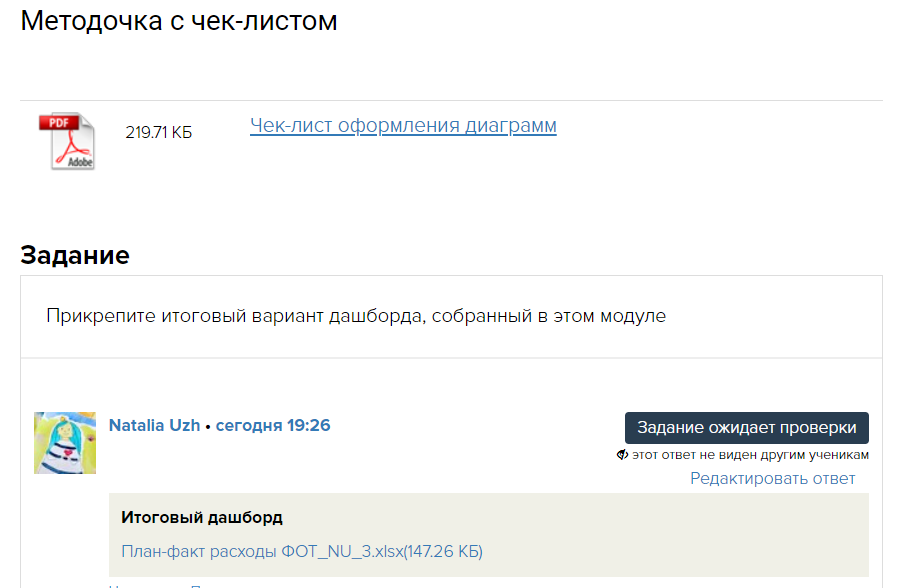 Методочка с чек-листом
PDF
Adobe
219.71 КБ
Чек-лист оформления диаграмм
Задание
Прикрепите итоговый вариант дашборда, собранный в этом модуле
Natalia Uzh • сегодня 19:26
Задание ожидает проверки
этот ответ не виден другим ученикам
Редактировать ответ
Итоговый дашборд
План-факт расходы ФОТ_NU_3.xlsx(147.26 КБ)